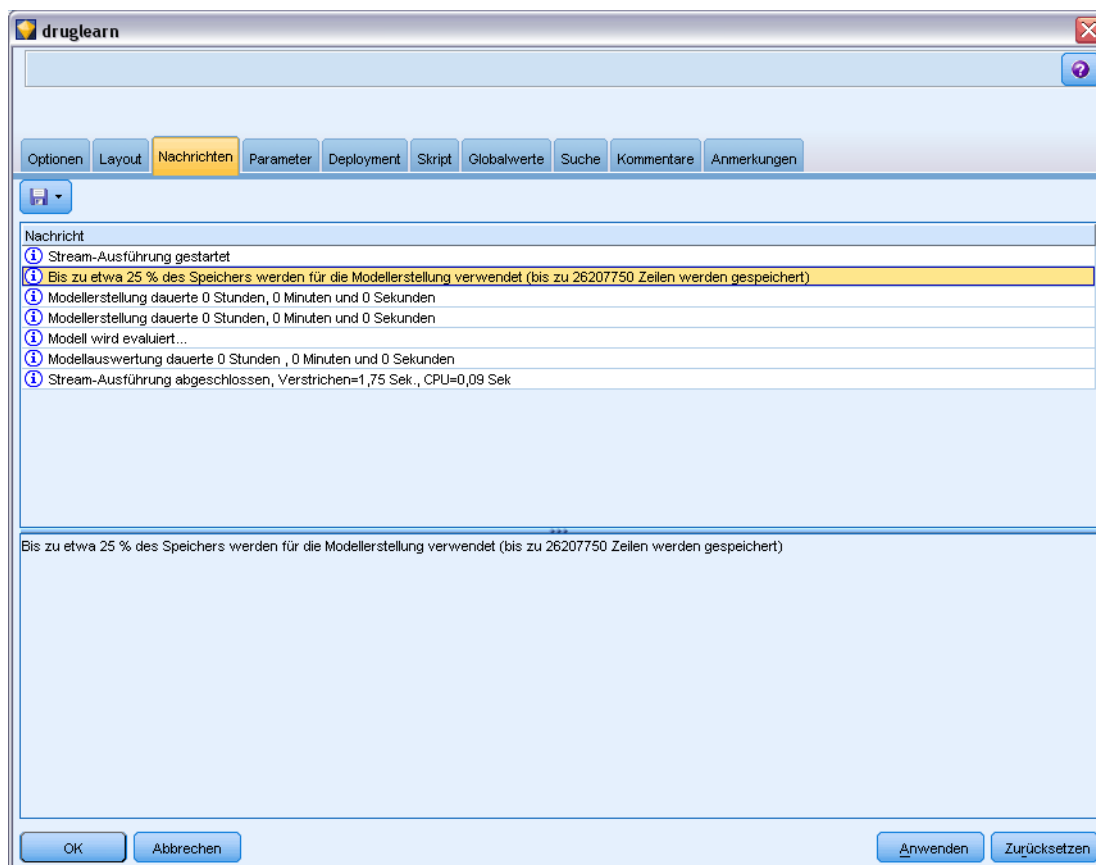 druglearn
Optionen Layout Nachrichten Parameter Deployment Skript Globalwerte Suche Kommentare Anmerkungen
Nachricht
Stream-Ausführung gestartet
Bis zu etwa 25 % des Speichers werden für die Modellerstellung verwendet (bis zu 26207750 Zeilen werden gespeichert)
Modellerstellung dauerte 0 Stunden, 0 Minuten und 0 Sekunden
Modellerstellung dauerte 0 Stunden, 0 Minuten und 0 Sekunden
Modell wird evaluiert...
Modellauswertung dauerte 0 Stunden , 0 Minuten und 0 Sekunden
Stream-Ausführung abgeschlossen, Verstrichen=1,75 Sek., CPU=0,09 Sek
Bis zu etwa 25 % des Speichers werden für die Modellerstellung verwendet (bis zu 26207750 Zeilen werden gespeichert)
OK Abbrechen Anwenden Zurücksetzen